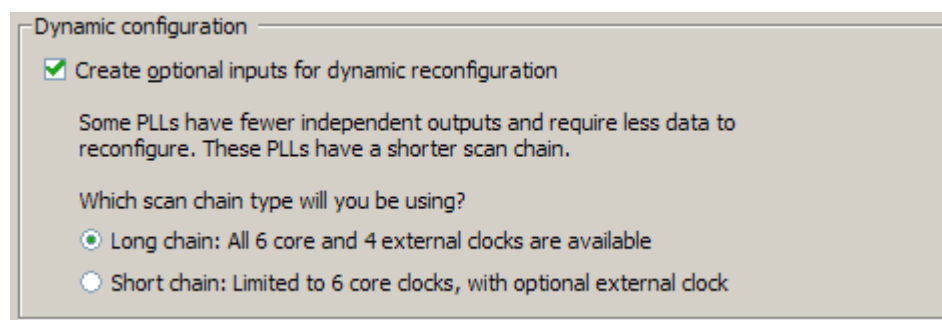 Dynamic configuration
Create optional inputs for dynamic reconfiguration
Some PLLs have fewer independent outputs and require less data to
reconfigure. These PLLs have a shorter scan chain.
Which scan chain type will you be using?
Long chain: All 6 core and 4 external clocks are available
Short chain: Limited to 6 core clocks, with optional external clock